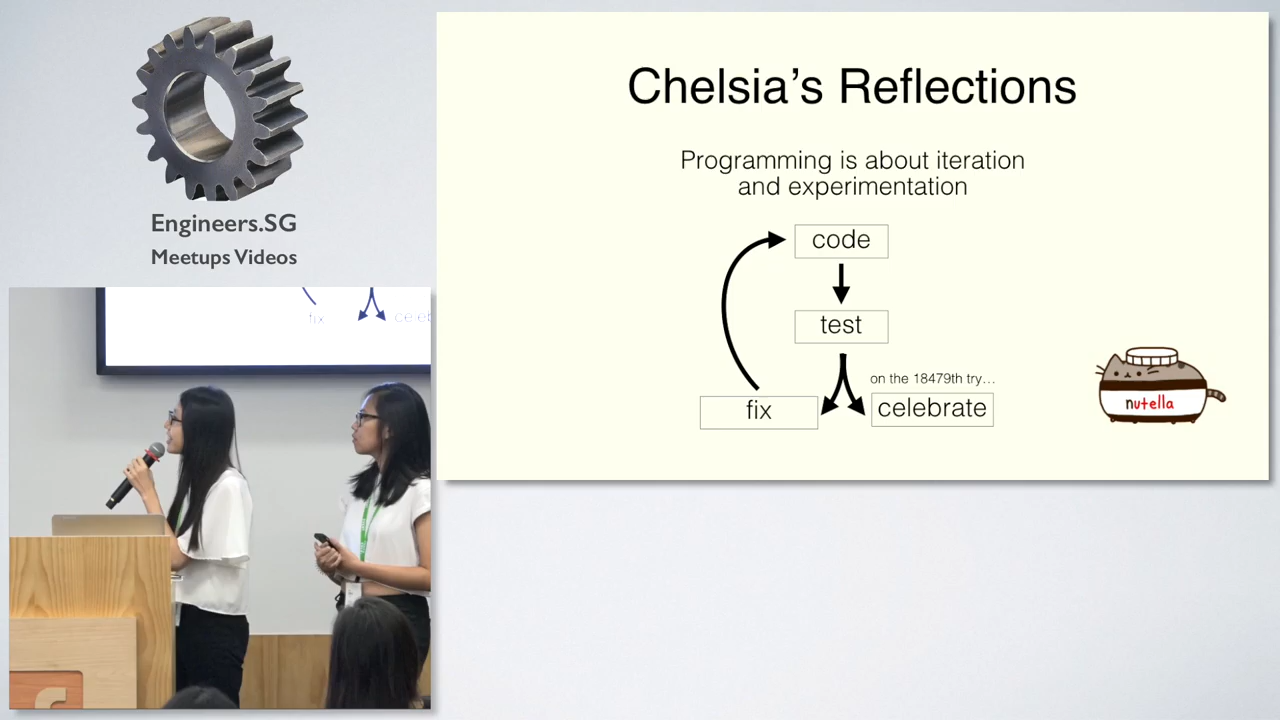 Engineers.SG
Meetups Videos
fix
Chelsia's Reflections
Programming is about iteration
and experimentation
code
test
on the 18479th try...
fix
celebrate
nutella